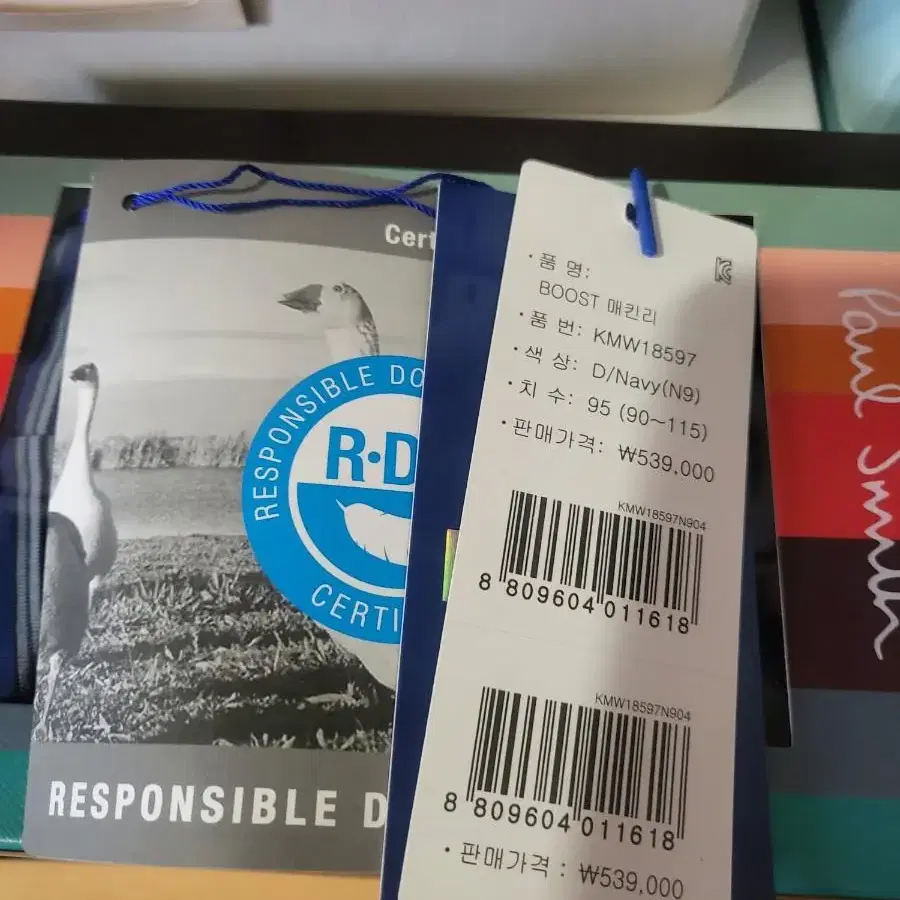 Cert
RESPONSIBLE DO
R·D
CERTI
RESPONSIBLE D
· 품 명:
BOOST 매킨리
· 품 번: KMW18597
· 색 상: D/Navy(N9)
· 치 수: 95 (90~115)
· 판매가격: ₩539,000
KMW18597N904
8 809604 011618
KMW18597N904
8 809604 011618
· 판매가격 : ₩539,000
Paul Smith